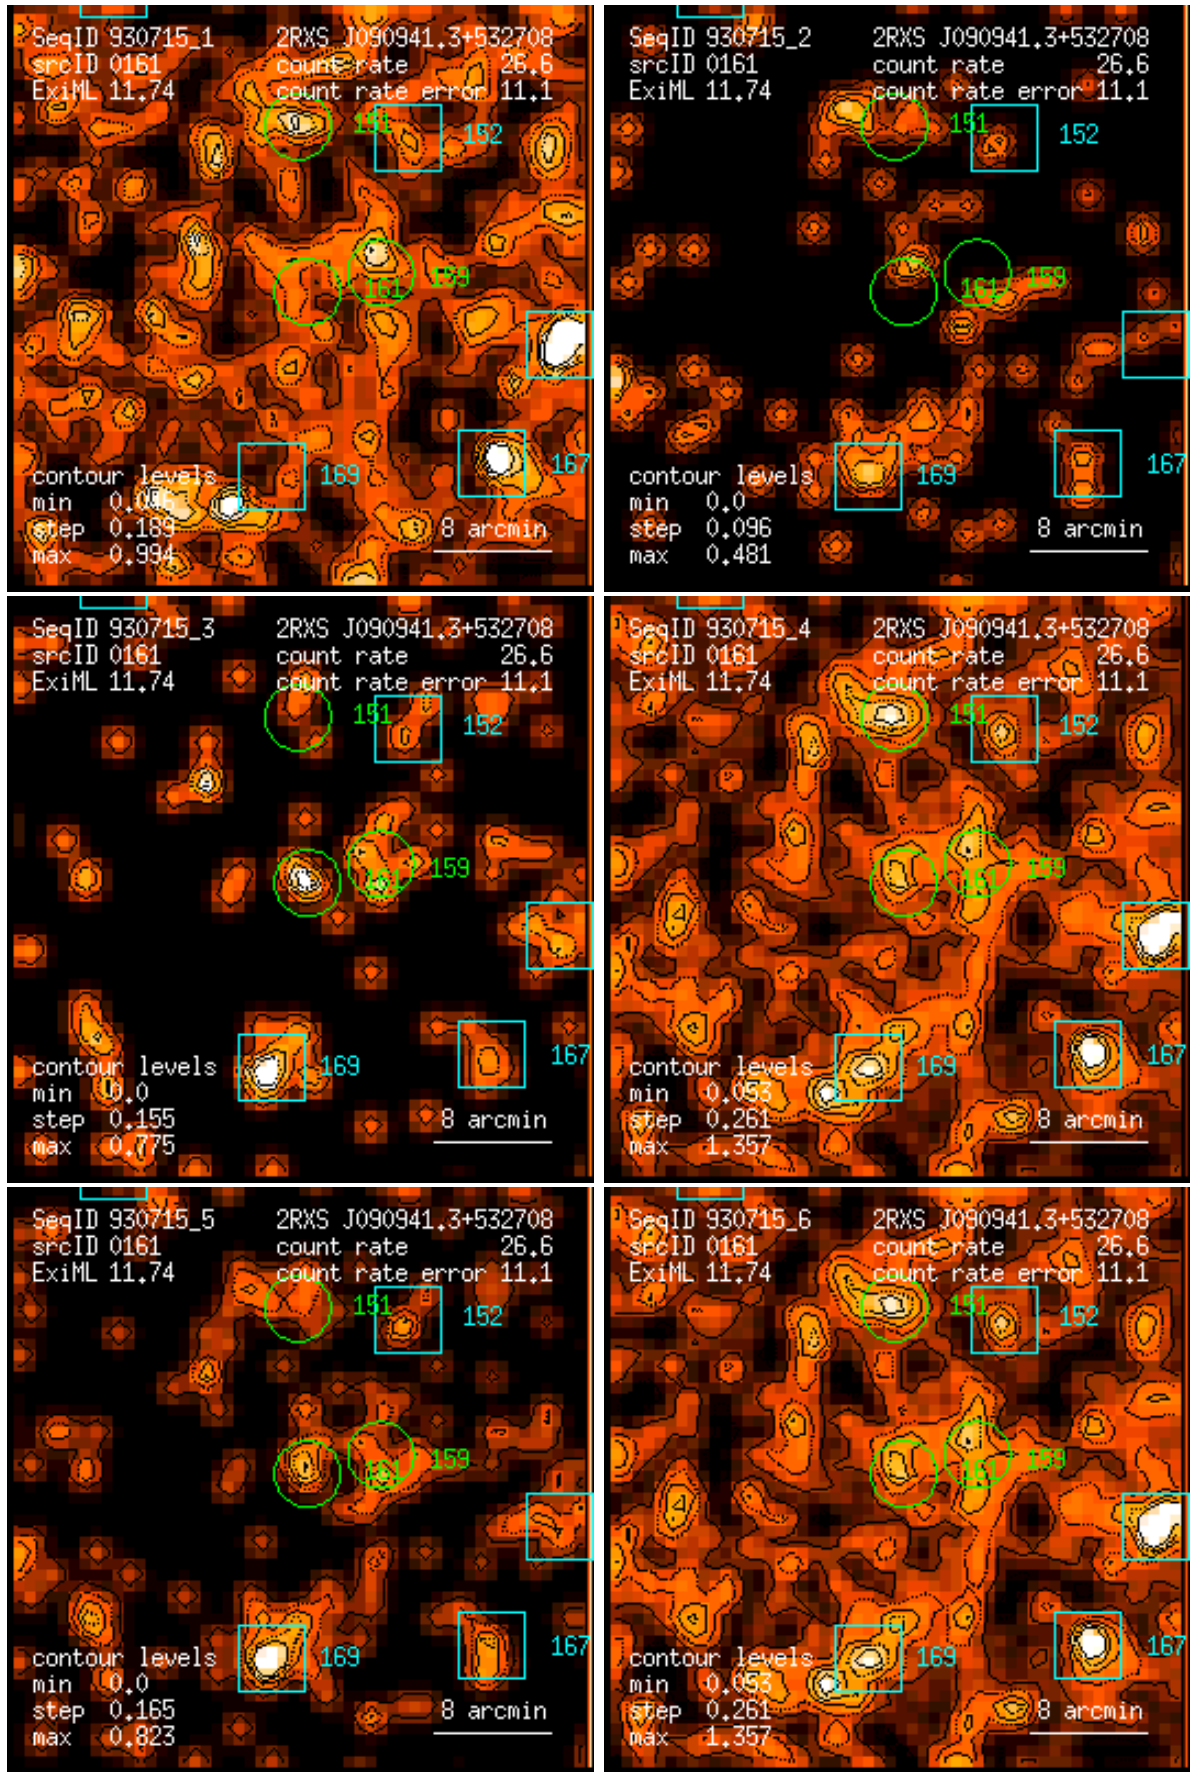 SeqID 930715_1 2RXS J090941.3+532708
srcID 0161 count rate 26.6
ExiML 11.74 count rate error 11.1
151
152
159
161
167
169
contour levels
min 0.046
step 0.189
max 0.994
8 arcmin
SeqID 930715_2 2RXS J090941.3+532708
srcID 0161 count rate 26.6
ExiML 11.74 count rate error 11.1
151
152
159
161
167
169
contour levels
min 0.0
step 0.096
max 0.481
8 arcmin
SeqID 930715_3 2RXS J090941.3+532708
srcID 0161 count rate 26.6
ExiML 11.74 count rate error 11.1
151
152
159
161
167
169
contour levels
min 0.0
step 0.155
max 0.775
8 arcmin
SeqID 930715_4 2RXS J090941.3+532708
srcID 0161 count rate 26.6
ExiML 11.74 count rate error 11.1
151
152
159
161
167
169
contour levels
min 0.053
step 0.261
max 1.357
8 arcmin
SeqID 930715_5 2RXS J090941.3+532708
srcID 0161 count rate 26.6
ExiML 11.74 count rate error 11.1
151
152
159
161
167
169
contour levels
min 0.0
step 0.165
max 0.823
8 arcmin
SeqID 930715_6 2RXS J090941.3+532708
srcID 0161 count rate 26.6
ExiML 11.74 count rate error 11.1
151
152
159
161
167
169
contour levels
min 0.053
step 0.261
max 1.357
8 arcmin